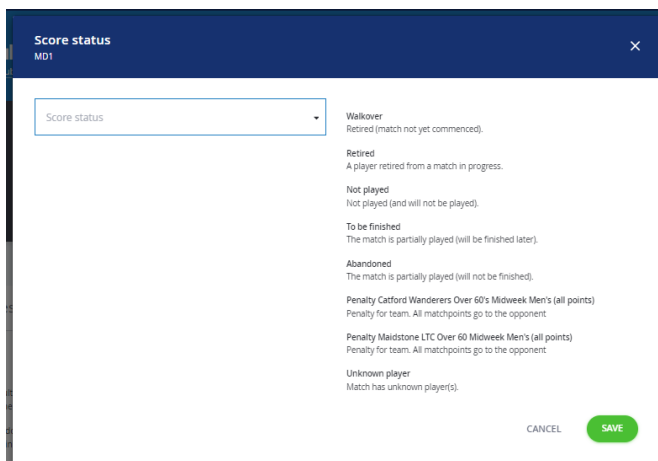 Score status
MD1
Score status
Walkover
Retired (match not yet commenced).
Retired
A player retired from a match in progress.
Not played
Not played (and will not be played).
To be finished
The match is partially played (will be finished later).
Abandoned
The match is partially played (will not be finished).
Penalty Catford Wanderers Over 60's Midweek Men's (all points)
Penalty for team. All matchpoints go to the opponent
Penalty Maidstone LTC Over 60 Midweek Men's (all points)
Penalty for team. All matchpoints go to the opponent
Unknown player
Match has unknown player(s).
CANCEL
SAVE